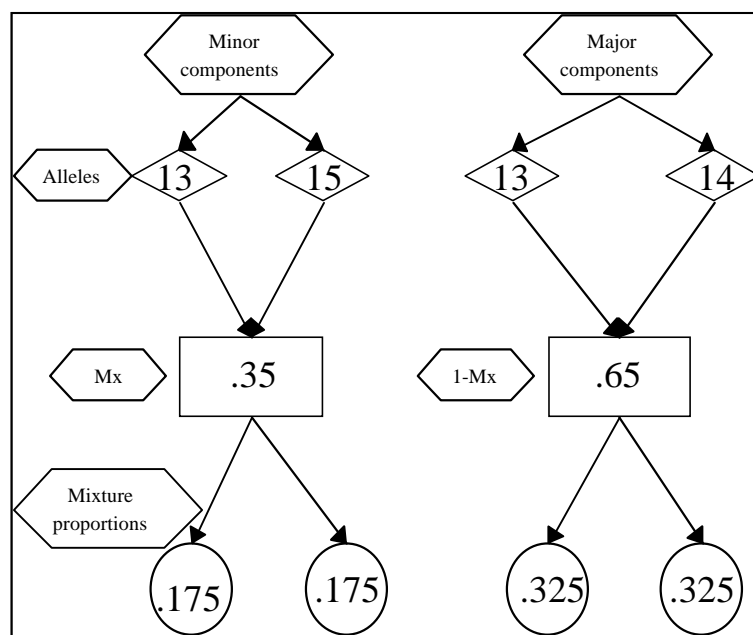 Minor
components
Major
components
Alleles
13
15
13
14
Mx
.35
1-Mx
.65
Mixture
proportions
.175
.175
.325
.325